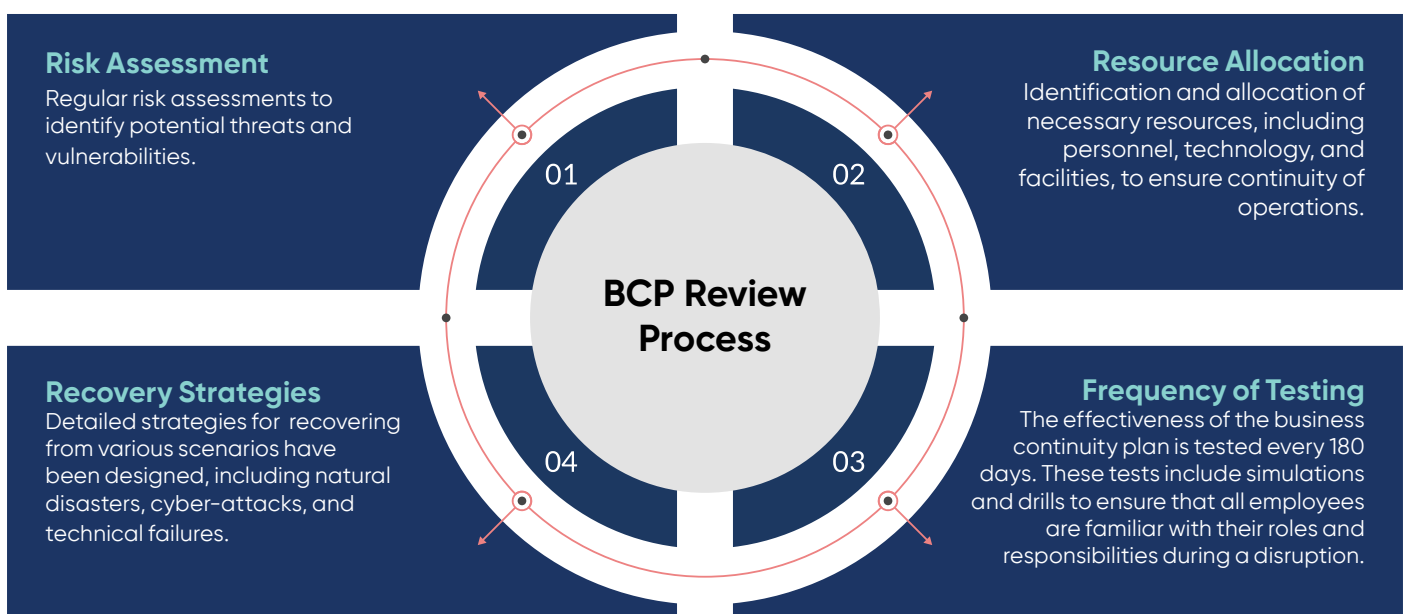 Risk Assessment
Regular risk assessments to
identify potential threats and
vulnerabilities.
01
Resource Allocation
Identification and allocation of
necessary resources, including
personnel, technology, and
facilities, to ensure continuity of
operations.
02
BCP Review
Process
Frequency of Testing
The effectiveness of the business
continuity plan is tested every 180
days. These tests include simulations
and drills to ensure that all employees
are familiar with their roles and
responsibilities during a disruption.
03
Recovery Strategies
Detailed strategies for recovering
from various scenarios have
been designed, including natural
disasters, cyber-attacks, and
technical failures.
04